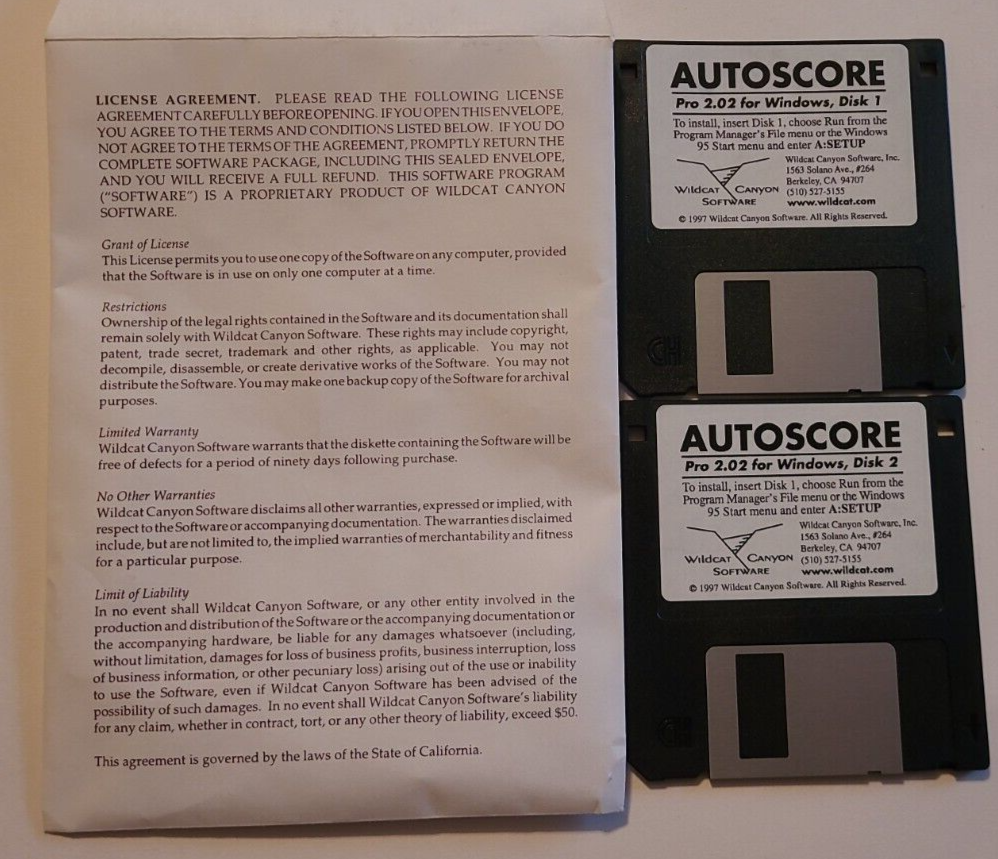 LICENSE AGREEMENT. PLEASE READ THE FOLLOWING LICENSE
AGREEMENT CAREFULLY BEFORE OPENING. IF YOU OPEN THIS ENVELOPE,
YOU AGREE TO THE TERMS AND CONDITIONS LISTED BELOW. IF YOU DO
NOT AGREE TO THE TERMS OF THE AGREEMENT, PROMPTLY RETURN THE
COMPLETE SOFTWARE PACKAGE, INCLUDING THIS SEALED ENVELOPE,
AND YOU WILL RECEIVE A FULL REFUND. THIS SOFTWARE PROGRAM
("SOFTWARE") IS A PROPRIETARY PRODUCT OF WILDCAT CANYON
SOFTWARE.
Grant of License
This License permits you to use one copy of the Software on any computer, provided
that the Software is in use on only one computer at a time.
Restrictions
Ownership of the legal rights contained in the Software and its documentation shall
remain solely with Wildcat Canyon Software. These rights may include copyright,
patent, trade secret, trademark and other rights, as applicable. You may not
decompile, disassemble, or create derivative works of the Software. You may not
distribute the Software. You may make one backup copy of the Software for archival
purposes.
Limited Warranty
Wildcat Canyon Software warrants that the diskette containing the Software will be
free of defects for a period of ninety days following purchase.
No Other Warranties
Wildcat Canyon Software disclaims all other warranties, expressed or implied, with
respect to the Software or accompanying documentation. The warranties disclaimed
include, but are not limited to, the implied warranties of merchantability and fitness
for a particular purpose.
Limit of Liability
In no event shall Wildcat Canyon Software, or any other entity involved in the
production and distribution of the Software or the accompanying documentation or
the accompanying hardware, be liable for any damages whatsoever (including,
without limitation, damages for loss of business profits, business interruption, loss
of business information, or other pecuniary loss) arising out of the use or inability
to use the Software, even if Wildcat Canyon Software has been advised of the
possibility of such damages. In no event shall Wildcat Canyon Software's liability
for any claim, whether in contract, tort, or any other theory of liability, exceed $50.
This agreement is governed by the laws of the State of California.
AUTOSCORE
Pro 2.02 for Windows, Disk 1
To install, insert Disk 1, choose Run from the
Program Manager's File menu or the Windows
95 Start menu and enter A:SETUP
Wildcat Canyon
Software
Wildcat Canyon Software, Inc.
1563 Solano Ave., #264
Berkeley, CA 94707
(510) 527-5155
www.wildcat.com
© 1997 Wildcat Canyon Software. All Rights Reserved.
CH
AUTOSCORE
Pro 2.02 for Windows, Disk 2
To install, insert Disk 1, choose Run from the
Program Manager's File menu or the Windows
95 Start menu and enter A:SETUP
Wildcat Canyon
Software
Wildcat Canyon Software, Inc.
1563 Solano Ave., #264
Berkeley, CA 94707
(510) 527-5155
www.wildcat.com
© 1997 Wildcat Canyon Software. All Rights Reserved.
CH